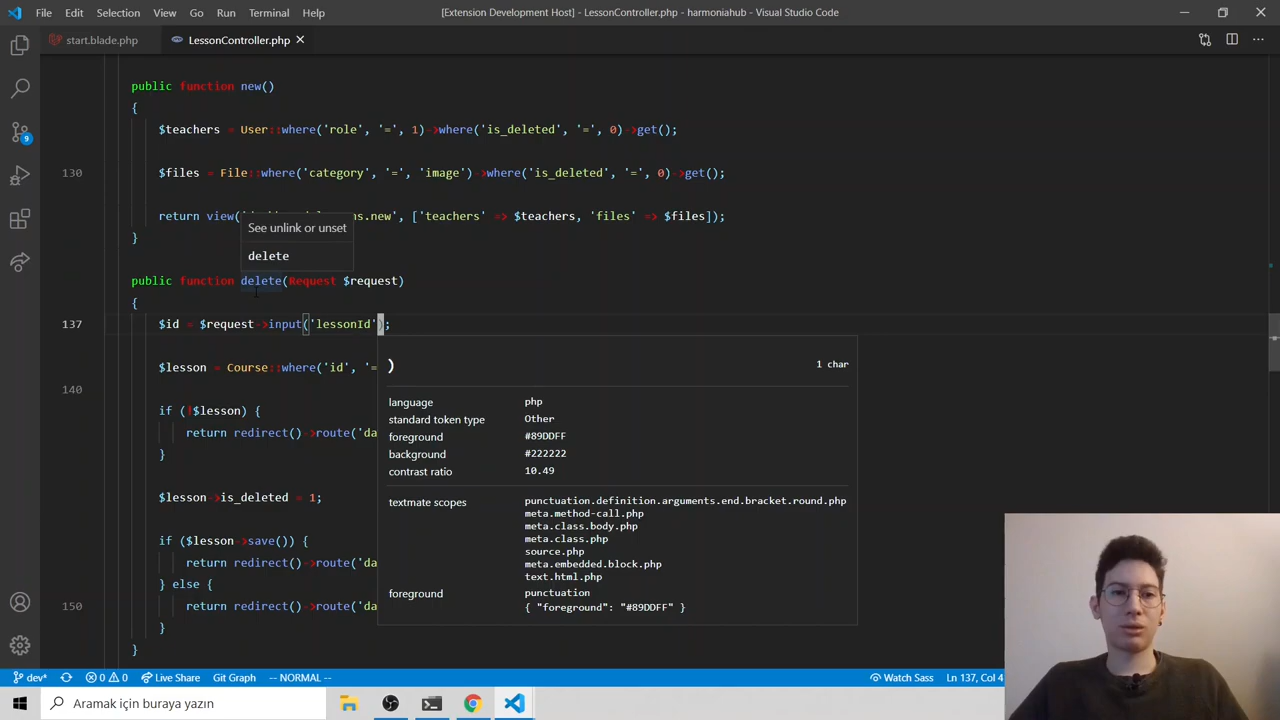 File Edit Selection View Go Run Terminal Help
[Extension Development Host] - LessonController.php - harmoniahub - Visual Studio Code
start.blade.php
LessonController.php
public function new()
{
$teachers = User::where('role', '=', 1)->where('is_deleted', '=', 0)->get();
130 $files = File::where('category', '=', 'image')->where('is_deleted', '=', 0)->get();
return view( ns.new', ['teachers' => $teachers, 'files' => $files]);
See unlink or unset
}
delete
public function delete(Request $request)
{
137 $id = $request->input('lessonId');
$lesson = Course::where('id', '=
140
if (!$lesson) {
return redirect()->route('da
}
$lesson->is_deleted = 1;
if ($lesson->save()) {
return redirect()->route('da
} else {
150 return redirect()->route('da
}
}
) 1 char
language php
standard token type Other
foreground #89DDFF
background #222222
contrast ratio 10.49
textmate scopes punctuation.definition.arguments.end.bracket.round.php
meta.method-call.php
meta.class.body.php
meta.class.php
source.php
meta.embedded.block.php
text.html.php
foreground punctuation
{ "foreground": "#89DDFF" }
9
dev* 0 0 Live Share Git Graph -- NORMAL -- Watch Sass Ln 137, Col 4
Aramak için buraya yazın